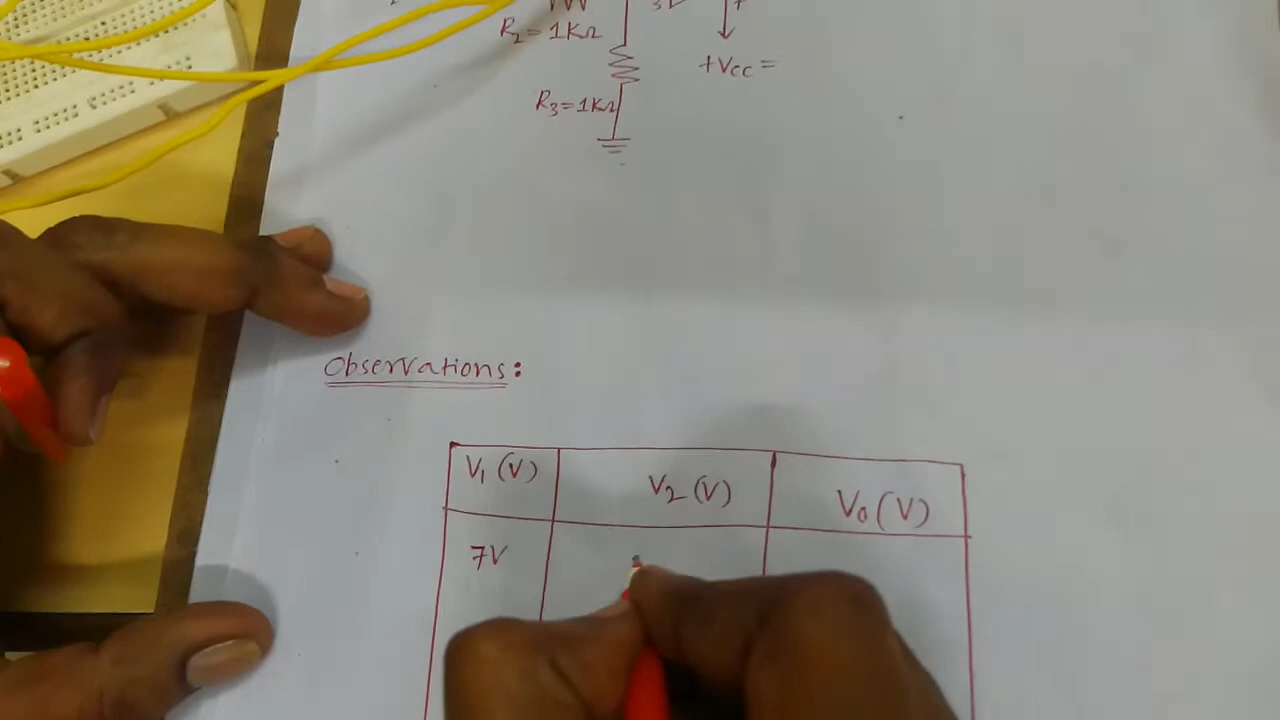 R2 = 1KΩ
+VCC =
R3=1KΩ
Observations:
V1 (V) V2 (V) V0 (V)
7V